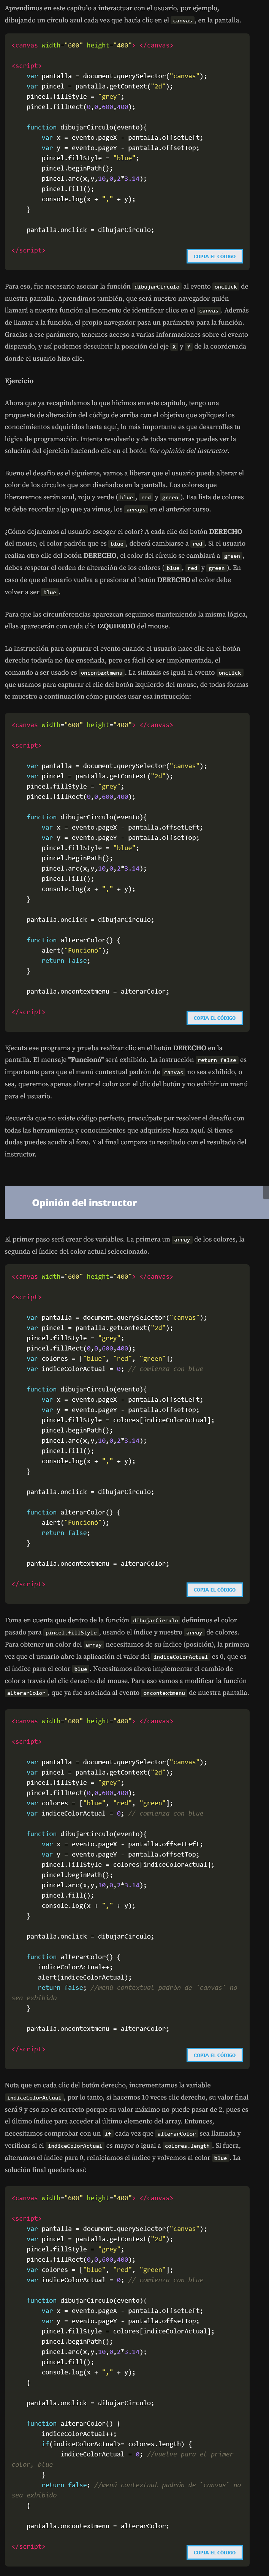 Aprendimos en este capítulo a interactuar con el usuario, por ejemplo,
dibujando un círculo azul cada vez que hacía clic en el canvas, en la pantalla.
<canvas width="600" height="400"> </canvas>
<script>
var pantalla = document.querySelector("canvas");
var pincel = pantalla.getContext("2d");
pincel.fillStyle = "grey";
pincel.fillRect(0,0,600,400);
function dibujarCirculo(evento){
var x = evento.pageX - pantalla.offsetLeft;
var y = evento.pageY - pantalla.offsetTop;
pincel.fillStyle = "blue";
pincel.beginPath();
pincel.arc(x,y,10,0,2*3.14);
pincel.fill();
console.log(x + "," + y);
}
pantalla.onclick = dibujarCirculo;
</script>
COPIA EL CÓDIGO
Para eso, fue necesario asociar la función dibujarCirculo al evento onclick de
nuestra pantalla. Aprendimos también, que será nuestro navegador quién
llamará a nuestra función al momento de identificar clics en el canvas. Además
de llamar a la función, el propio navegador pasa un parámetro para la función.
Gracias a ese parámetro, tenemos acceso a varias informaciones sobre el evento
disparado, y así podemos descubrir la posición del eje X y Y de la coordenada
donde el usuario hizo clic.
Ejercicio
Ahora que ya recapitulamos lo que hicimos en este capítulo, tengo una
propuesta de alteración del código de arriba con el objetivo que apliques los
conocimientos adquiridos hasta aquí, lo más importante es que desarrolles tu
lógica de programación. Intenta resolverlo y de todas maneras puedes ver la
solución del ejercicio haciendo clic en el botón Ver opinión del instructor.
Bueno el desafío es el siguiente, vamos a liberar que el usuario pueda alterar el
color de los círculos que son diseñados en la pantalla. Los colores que
liberaremos serán azul, rojo y verde (blue, red y green). Esa lista de colores
te debe recordar algo que ya vimos, los arrays en el anterior curso.
¿Cómo dejaremos al usuario escoger el color? A cada clic del botón DERECHO
del mouse, el color padrón que es blue, deberá cambiarse a red. Si el usuario
realiza otro clic del botón DERECHO, el color del círculo se cambiará a green,
debes respetar el orden de alteración de los colores (blue, red y green). En
caso de que el usuario vuelva a presionar el botón DERECHO el color debe
volver a ser blue.
Para que las circunferencias aparezcan seguimos manteniendo la misma lógica,
ellas aparecerán con cada clic IZQUIERDO del mouse.
La instrucción para capturar el evento cuando el usuario hace clic en el botón
derecho todavía no fue enseñada, pero es fácil de ser implementada, el
comando a ser usado es oncontextmenu. La sintaxis es igual al evento onclick
que usamos para capturar el clic del botón izquierdo del mouse, de todas formas
te muestro a continuación cómo puedes usar esa instrucción:
<canvas width="600" height="400"> </canvas>
<script>
var pantalla = document.querySelector("canvas");
var pincel = pantalla.getContext("2d");
pincel.fillStyle = "grey";
pincel.fillRect(0,0,600,400);
function dibujarCirculo(evento){
var x = evento.pageX - pantalla.offsetLeft;
var y = evento.pageY - pantalla.offsetTop;
pincel.fillStyle = "blue";
pincel.beginPath();
pincel.arc(x,y,10,0,2*3.14);
pincel.fill();
console.log(x + "," + y);
}
pantalla.onclick = dibujarCirculo;
function alterarColor() {
alert("Funcionó");
return false;
}
pantalla.oncontextmenu = alterarColor;
</script>
COPIA EL CÓDIGO
Ejecuta ese programa y prueba realizar clic en el botón DERECHO en la
pantalla. El mensaje "Funcionó" será exhibido. La instrucción return false es
importante para que el menú contextual padrón de canvas no sea exhibido, o
sea, queremos apenas alterar el color con el clic del botón y no exhibir un menú
para el usuario.
Recuerda que no existe código perfecto, preocúpate por resolver el desafío con
todas las herramientas y conocimientos que adquiriste hasta aquí. Si tienes
dudas puedes acudir al foro. Y al final compara tu resultado con el resultado del
instructor.
Opinión del instructor
El primer paso será crear dos variables. La primera un array de los colores, la
segunda el índice del color actual seleccionado.
<canvas width="600" height="400"> </canvas>
<script>
var pantalla = document.querySelector("canvas");
var pincel = pantalla.getContext("2d");
pincel.fillStyle = "grey";
pincel.fillRect(0,0,600,400);
var colores = ["blue", "red", "green"];
var indiceColorActual = 0; // comienza con blue
function dibujarCirculo(evento){
var x = evento.pageX - pantalla.offsetLeft;
var y = evento.pageY - pantalla.offsetTop;
pincel.fillStyle = colores[indiceColorActual];
pincel.beginPath();
pincel.arc(x,y,10,0,2*3.14);
pincel.fill();
console.log(x + "," + y);
}
pantalla.onclick = dibujarCirculo;
function alterarColor() {
alert("Funcionó");
return false;
}
pantalla.oncontextmenu = alterarColor;
</script>
COPIA EL CÓDIGO
Toma en cuenta que dentro de la función dibujarCirculo definimos el color
pasado para pincel.fillStyle, usando el índice y nuestro array de colores.
Para obtener un color del array necesitamos de su índice (posición), la primera
vez que el usuario abre la aplicación el valor del indiceColorActual es 0, que es
el índice para el color blue. Necesitamos ahora implementar el cambio de
color a través del clic derecho del mouse. Para eso vamos a modificar la función
alterarColor, que ya fue asociada al evento oncontextmenu de nuestra pantalla.
<canvas width="600" height="400"> </canvas>
<script>
var pantalla = document.querySelector("canvas");
var pincel = pantalla.getContext("2d");
pincel.fillStyle = "grey";
pincel.fillRect(0,0,600,400);
var colores = ["blue", "red", "green"];
var indiceColorActual = 0; // comienza con blue
function dibujarCirculo(evento){
var x = evento.pageX - pantalla.offsetLeft;
var y = evento.pageY - pantalla.offsetTop;
pincel.fillStyle = colores[indiceColorActual];
pincel.beginPath();
pincel.arc(x,y,10,0,2*3.14);
pincel.fill();
console.log(x + "," + y);
}
pantalla.onclick = dibujarCirculo;
function alterarColor() {
indiceColorActual++;
alert(indiceColorActual);
return false; //menú contextual padrón de `canvas` no
sea exhibido
}
pantalla.oncontextmenu = alterarColor;
</script>
COPIA EL CÓDIGO
Nota que en cada clic del botón derecho, incrementamos la variable
indiceColorActual, por lo tanto, si hacemos 10 veces clic derecho, su valor final
será 9 y eso no es correcto porque su valor máximo no puede pasar de 2, pues es
el último índice para acceder al último elemento del array. Entonces,
necesitamos comprobar con un if cada vez que alterarColor sea llamada y
verificar si el indiceColorActual es mayor o igual a colores.length. Si fuera,
alteramos el índice para 0, reiniciamos el índice y volvemos al color blue. La
solución final quedaría así:
<canvas width="600" height="400"> </canvas>
<script>
var pantalla = document.querySelector("canvas");
var pincel = pantalla.getContext("2d");
pincel.fillStyle = "grey";
pincel.fillRect(0,0,600,400);
var colores = ["blue", "red", "green"];
var indiceColorActual = 0; // comienza con blue
function dibujarCirculo(evento){
var x = evento.pageX - pantalla.offsetLeft;
var y = evento.pageY - pantalla.offsetTop;
pincel.fillStyle = colores[indiceColorActual];
pincel.beginPath();
pincel.arc(x,y,10,0,2*3.14);
pincel.fill();
console.log(x + "," + y);
}
pantalla.onclick = dibujarCirculo;
function alterarColor() {
indiceColorActual++;
if(indiceColorActual>= colores.length) {
indiceColorActual = 0; //vuelve para el primer
color, blue
}
return false; //menú contextual padrón de `canvas` no
sea exhibido
}
pantalla.oncontextmenu = alterarColor;
</script>
COPIA EL CÓDIGO